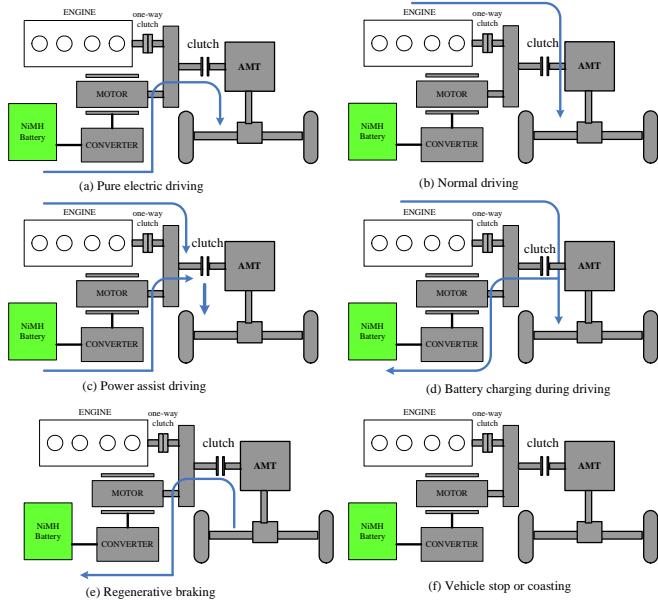 ENGINE
one-way
clutch
clutch
AMT
MOTOR
NiMH
Battery
CONVERTER
(a) Pure electric driving
ENGINE
one-way
clutch
clutch
AMT
MOTOR
NiMH
Battery
CONVERTER
(b) Normal driving
ENGINE
one-way
clutch
clutch
AMT
MOTOR
NiMH
Battery
CONVERTER
(c) Power assist driving
ENGINE
one-way
clutch
clutch
AMT
MOTOR
NiMH
Battery
CONVERTER
(d) Battery charging during driving
ENGINE
one-way
clutch
clutch
AMT
MOTOR
NiMH
Battery
CONVERTER
(e) Regenerative braking
ENGINE
one-way
clutch
clutch
AMT
MOTOR
NiMH
Battery
CONVERTER
(f) Vehicle stop or coasting